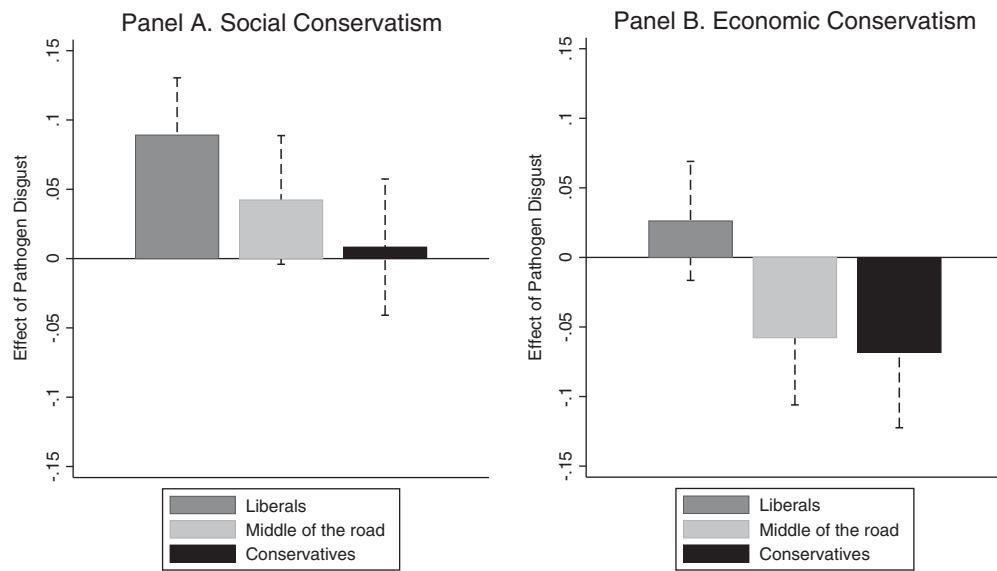 Panel A. Social Conservatism
.15
.1
.05
0
-.05
-.1
-.15
Effect of Pathogen Disgust
Liberals
Middle of the road
Conservatives
Panel B. Economic Conservatism
.15
.1
.05
0
-.05
-.1
-.15
Effect of Pathogen Disgust
Liberals
Middle of the road
Conservatives